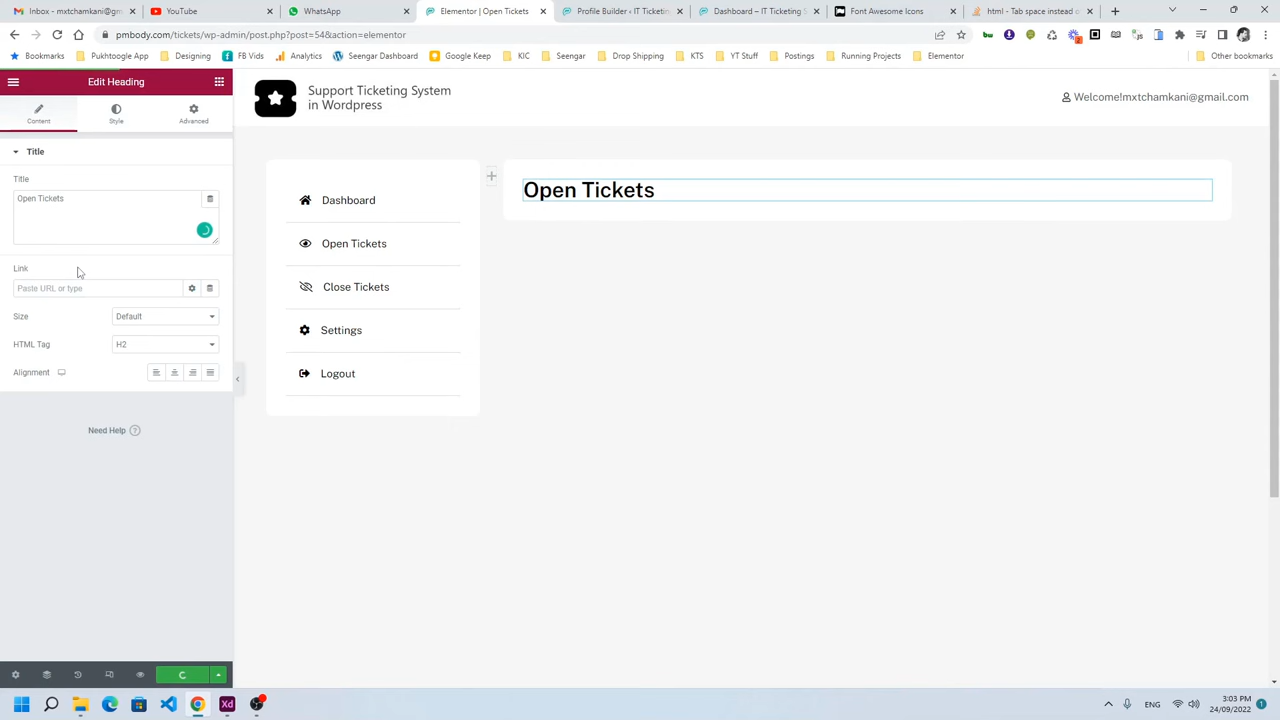 Inbox - mxtchamkani@gmail.com
YouTube
WhatsApp
Elementor | Open Tickets
Profile Builder ‹ IT Ticketing
Dashboard – IT Ticketing S
Font Awesome Icons
html - Tab space instead o
pmbody.com/tickets/wp-admin/post.php?post=54&action=elementor
Bookmarks
Pukhtoogle App
Designing
FB Vids
Analytics
Seengar Dashboard
Google Keep
KIC
Seengar
Drop Shipping
KTS
YT Stuff
Postings
Running Projects
Elementor
Other bookmarks
Edit Heading
Content
Style
Advanced
Title
Title
Open Tickets
Link
Paste URL or type
Size
Default
HTML Tag
H2
Alignment
Need Help
Support Ticketing System
in Wordpress
Welcome!mxtchamkani@gmail.com
Dashboard
Open Tickets
Close Tickets
Settings
Logout
Open Tickets
ENG
3:03 PM
24/09/2022